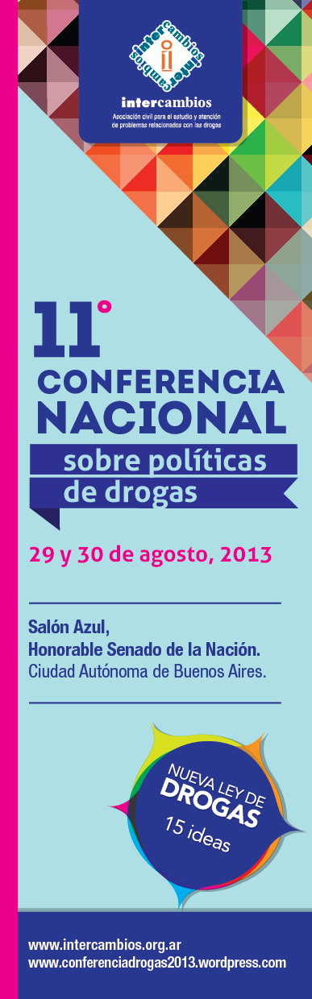 intercambios
intercambios
intercambios
Asociación civil para el estudio y atención
de problemas relacionados con las drogas
11°
CONFERENCIA
NACIONAL
sobre políticas
de drogas
29 y 30 de agosto, 2013
Salón Azul,
Honorable Senado de la Nación.
Ciudad Autónoma de Buenos Aires.
NUEVA LEY DE
DROGAS
15 ideas
www.intercambios.org.ar
www.conferenciadrogas2013.wordpress.com